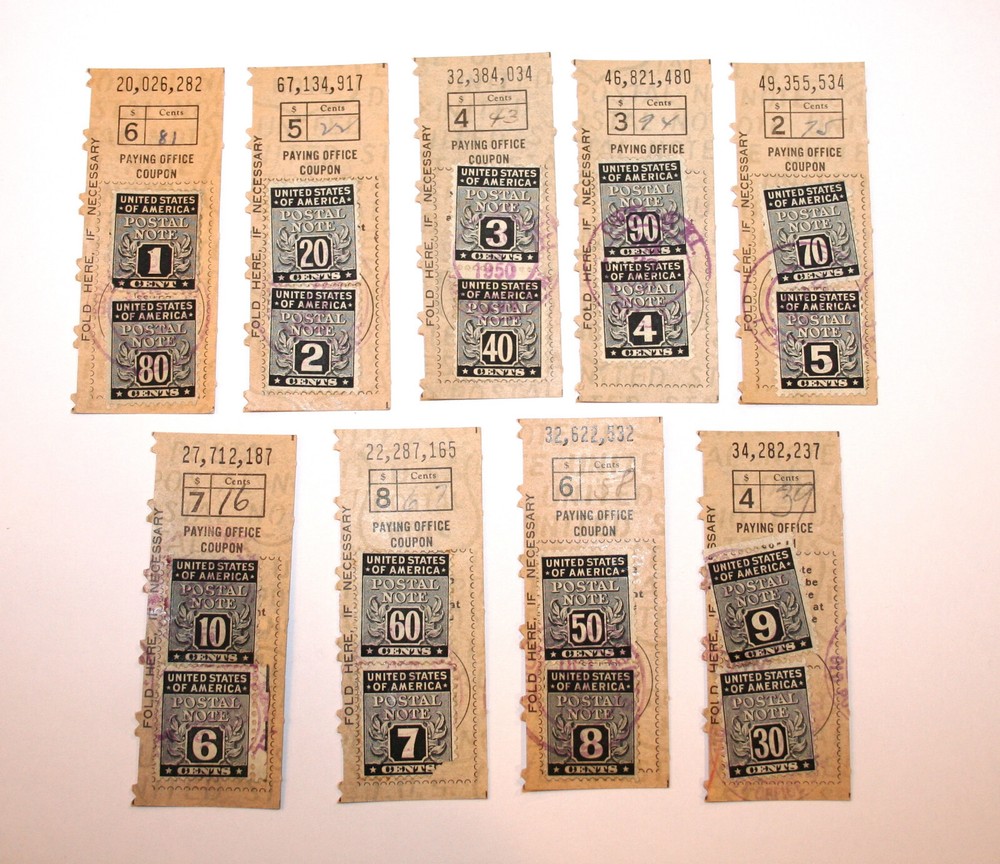 20,026,282
$ Cents
6 81
PAYING OFFICE
COUPON
FOLD HERE, IF NECESSARY
UNITED STATES
OF AMERICA
POSTAL
NOTE
1
CENT
UNITED STATES
OF AMERICA
POSTAL
NOTE
80
CENTS
67,134,917
$ Cents
5 22
PAYING OFFICE
COUPON
FOLD HERE, IF NECESSARY
UNITED STATES
OF AMERICA
POSTAL
NOTE
20
CENTS
UNITED STATES
OF AMERICA
POSTAL
NOTE
2
CENTS
32,384,034
$ Cents
4 43
PAYING OFFICE
COUPON
FOLD HERE, IF NECESSARY
UNITED STATES
OF AMERICA
POSTAL
NOTE
3
CENTS
1950
UNITED STATES
OF AMERICA
POSTAL
NOTE
40
CENTS
46,821,480
$ Cents
3 94
PAYING OFFICE
COUPON
FOLD HERE, IF NECESSARY
UNITED STATES
OF AMERICA
POSTAL
NOTE
90
CENTS
UNITED STATES
OF AMERICA
POSTAL
NOTE
4
CENTS
49,355,534
$ Cents
2 75
PAYING OFFICE
COUPON
FOLD HERE, IF NECESSARY
UNITED STATES
OF AMERICA
POSTAL
NOTE
70
CENTS
UNITED STATES
OF AMERICA
POSTAL
NOTE
5
CENTS
27,712,187
$ Cents
7 16
PAYING OFFICE
COUPON
FOLD HERE, IF NECESSARY
UNITED STATES
OF AMERICA
POSTAL
NOTE
10
CENTS
UNITED STATES
OF AMERICA
POSTAL
NOTE
6
CENTS
22,287,165
$ Cents
8 67
PAYING OFFICE
COUPON
FOLD HERE, IF NECESSARY
UNITED STATES
OF AMERICA
POSTAL
NOTE
60
CENTS
UNITED STATES
OF AMERICA
POSTAL
NOTE
7
CENTS
32,622,532
$ Cents
6
PAYING OFFICE
COUPON
FOLD HERE, IF NECESSARY
UNITED STATES
OF AMERICA
POSTAL
NOTE
50
CENTS
UNITED STATES
OF AMERICA
POSTAL
NOTE
8
CENTS
34,282,237
$ Cents
4 39
PAYING OFFICE
FOLD HERE, IF NECESSARY
UNITED STATES
OF AMERICA
POSTAL
NOTE
9
CENTS
be
at
UNITED STATES
OF AMERICA
POSTAL
NOTE
30
CENTS